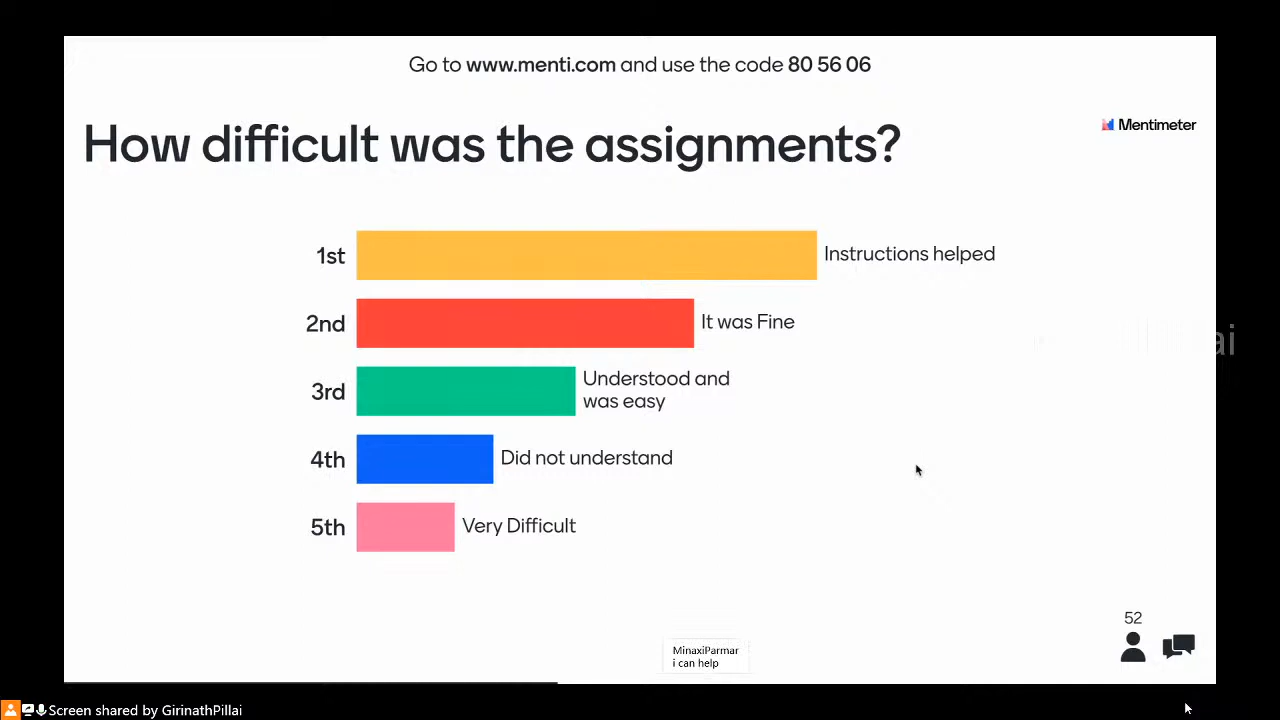 Go to www.menti.com and use the code 80 56 06
How difficult was the assignments?
Mentimeter
1st
Instructions helped
2nd
It was Fine
3rd
Understood and
was easy
4th
Did not understand
5th
Very Difficult
52
MinaxiParmar
i can help
Screen shared by GirinathPillai